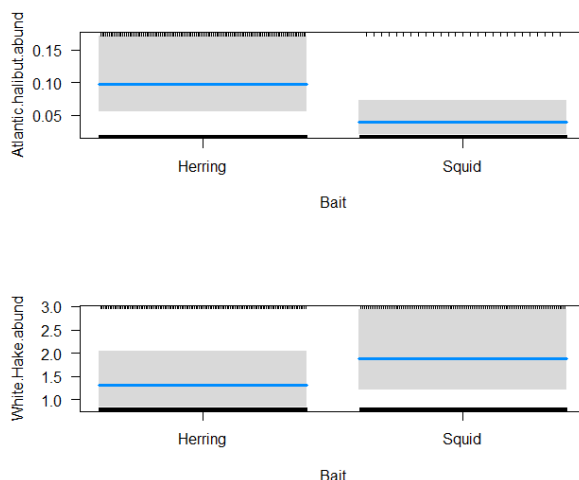 Atlantic.halibut.abund
0.15
0.10
0.05
Herring Squid
Bait
White.Hake.abund
3.0
2.5
2.0
1.5
1.0
Herring Squid
Bait